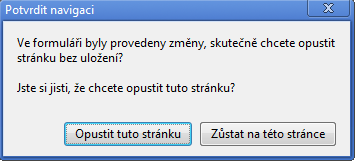 Potvrdit navigaci
Ve formuláři byly provedeny změny, skutečně chcete opustit
stránku bez uložení?
Jste si jisti, že chcete opustit tuto stránku?
Opustit tuto stránku
Zůstat na této stránce